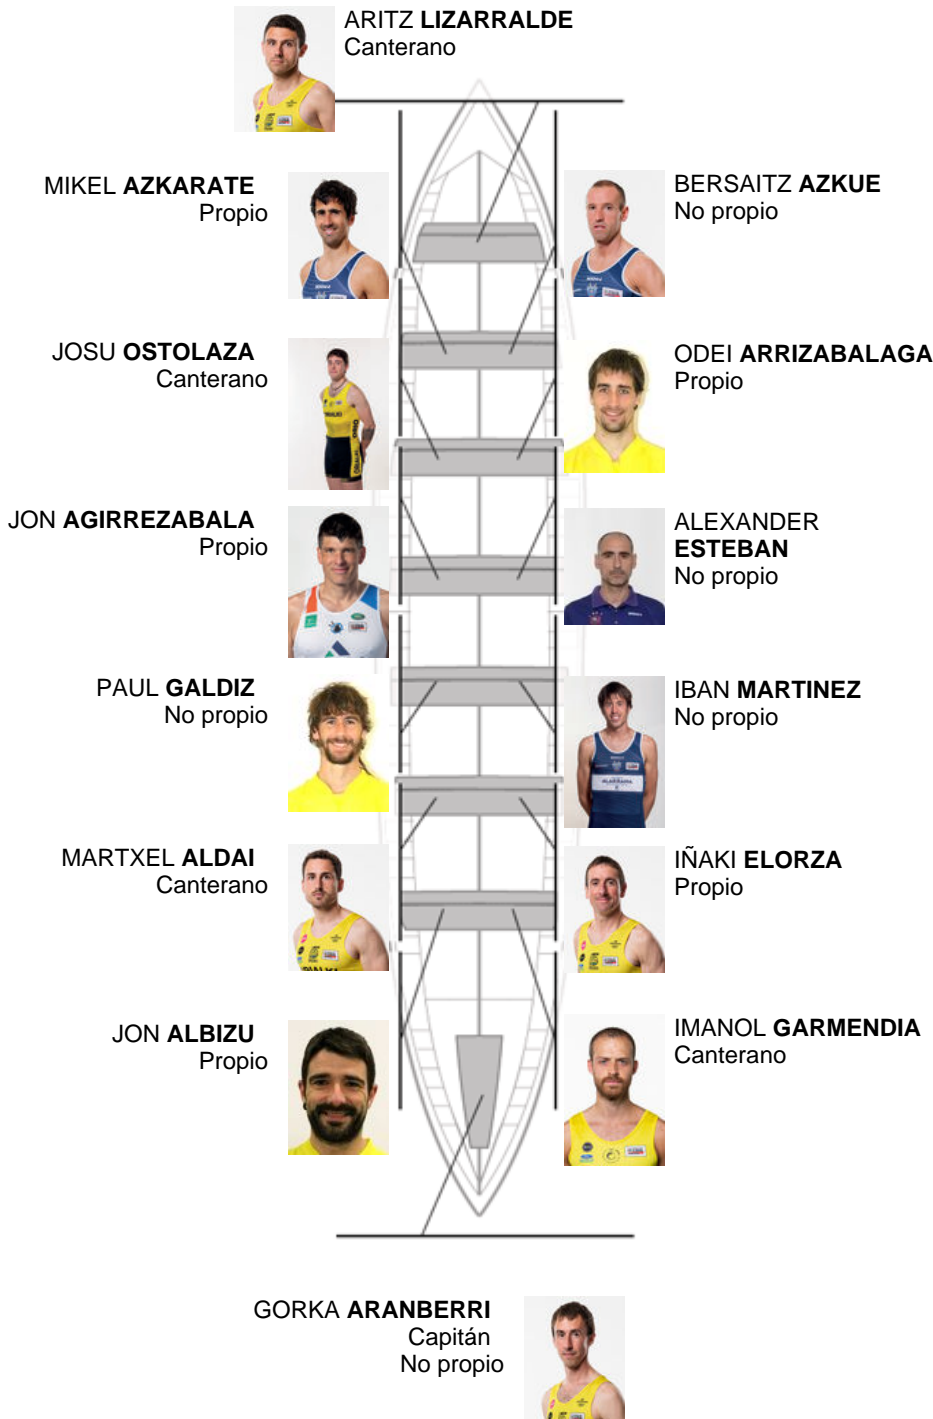 ARITZ LIZARRALDE
Canterano
MIKEL AZKARATE
Propio
BERSAITZ AZKUE
No propio
JOSU OSTOLAZA
Canterano
ODEI ARRIZABALAGA
Propio
JON AGIRREZABALA
Propio
ALEXANDER
ESTEBAN
No propio
PAUL GALDIZ
No propio
IBAN MARTINEZ
No propio
MARTXEL ALDAI
Canterano
IÑAKI ELORZA
Propio
JON ALBIZU
Propio
IMANOL GARMENDIA
Canterano
GORKA ARANBERRI
Capitán
No propio